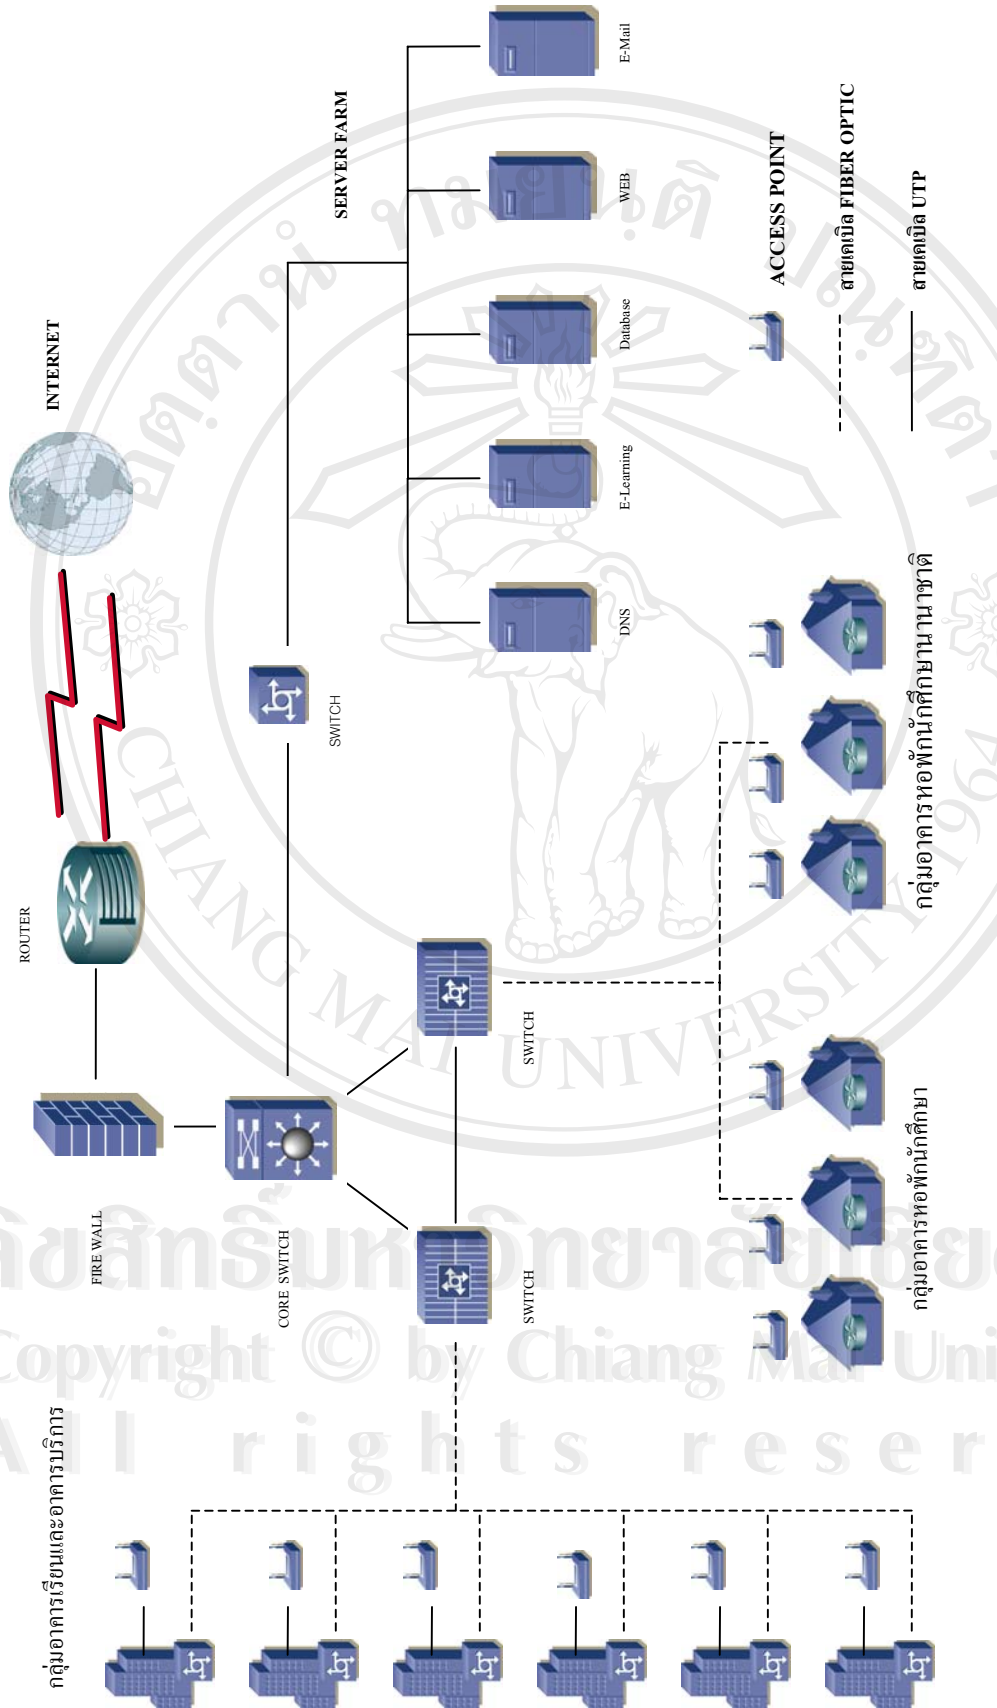 INTERNET
ROUTER
FIRE WALL
CORE SWITCH
SWITCH
SWITCH
SWITCH
SERVER FARM
DNS
E-Learning
Database
WEB
E-Mail
ACCESS POINT
สายเคเบิล FIBER OPTIC
สายเคเบิล UTP
กลุ่มอาคารเรียนและอาคารบริการ
กลุ่มอาคารหอพักนักศึกษา
กลุ่มอาคารหอพักนักศึกษานานาชาติ
CHIANG MAI UNIVERSITY 1964
Copyright © by Chiang Mai Uni
All rights reser